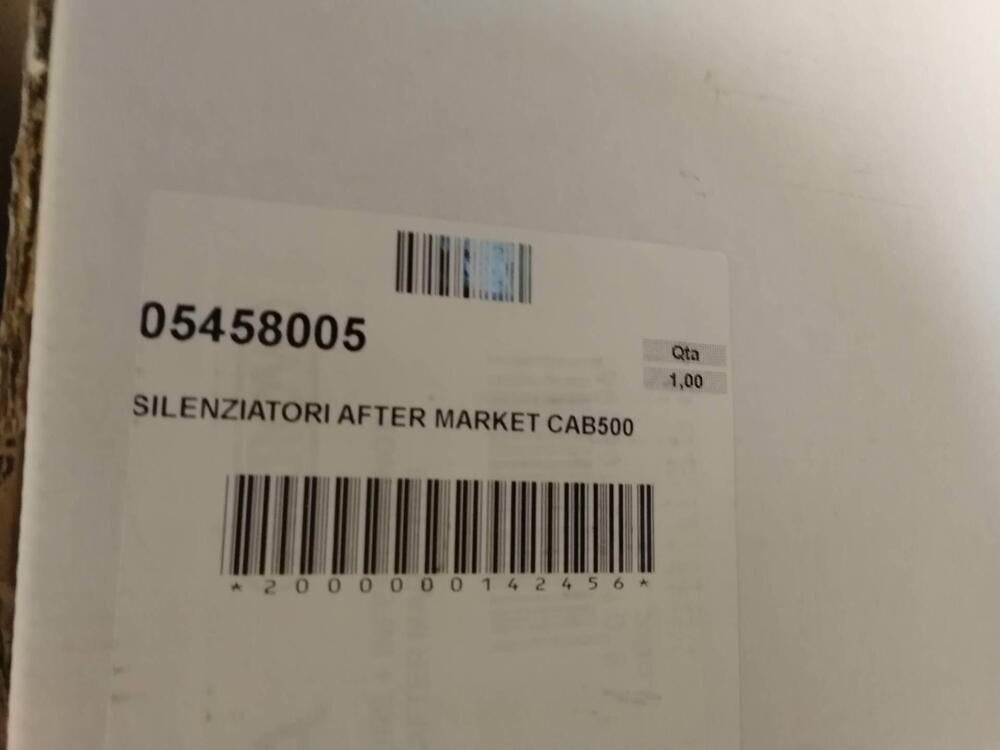 05458005
Qta
1,00
SILENZIATORI AFTER MARKET CAB500
*2000000142456*